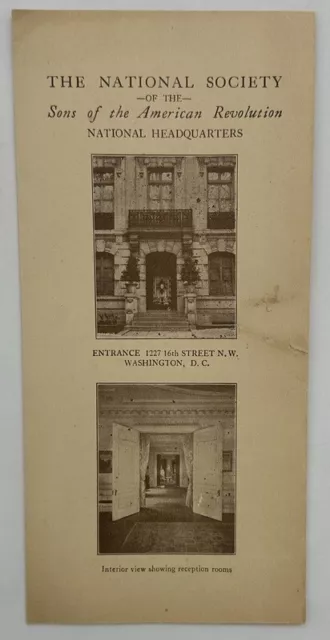 THE NATIONAL SOCIETY
—OF THE—
Sons of the American Revolution
NATIONAL HEADQUARTERS
ENTRANCE 1227 16th STREET N. W.
WASHINGTON, D. C.
Interior view showing reception rooms